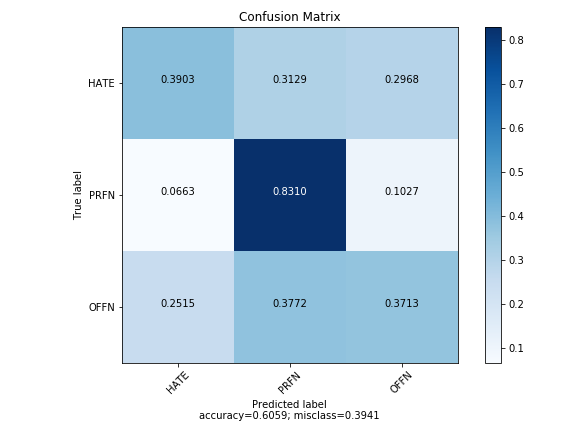 Confusion Matrix
HATE 0.3903 0.3129 0.2968
PRFN 0.0663 0.8310 0.1027
OFFN 0.2515 0.3772 0.3713
True label
HATE PRFN OFFN
Predicted label
accuracy=0.6059; misclass=0.3941
0.8
0.7
0.6
0.5
0.4
0.3
0.2
0.1